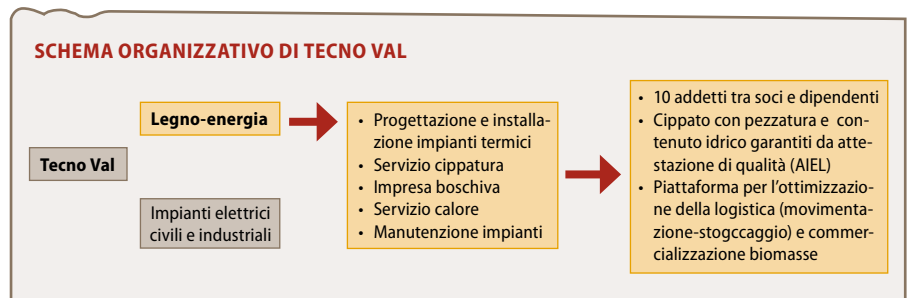 SCHEMA ORGANIZZATIVO DI TECNO VAL
Tecno Val
Legno-energia
Impianti elettrici
civili e industriali
• Progettazione e installa-
zione impianti termici
• Servizio cippatura
• Impresa boschiva
• Servizio calore
• Manutenzione impianti
• 10 addetti tra soci e dipendenti
• Cippato con pezzatura e con-
tenuto idrico garantiti da atte-
stazione di qualità (AIEL)
• Piattaforma per l'ottimizzazio-
ne della logistica (movimenta-
zione-stogccaggio) e commer-
cializzazione biomasse